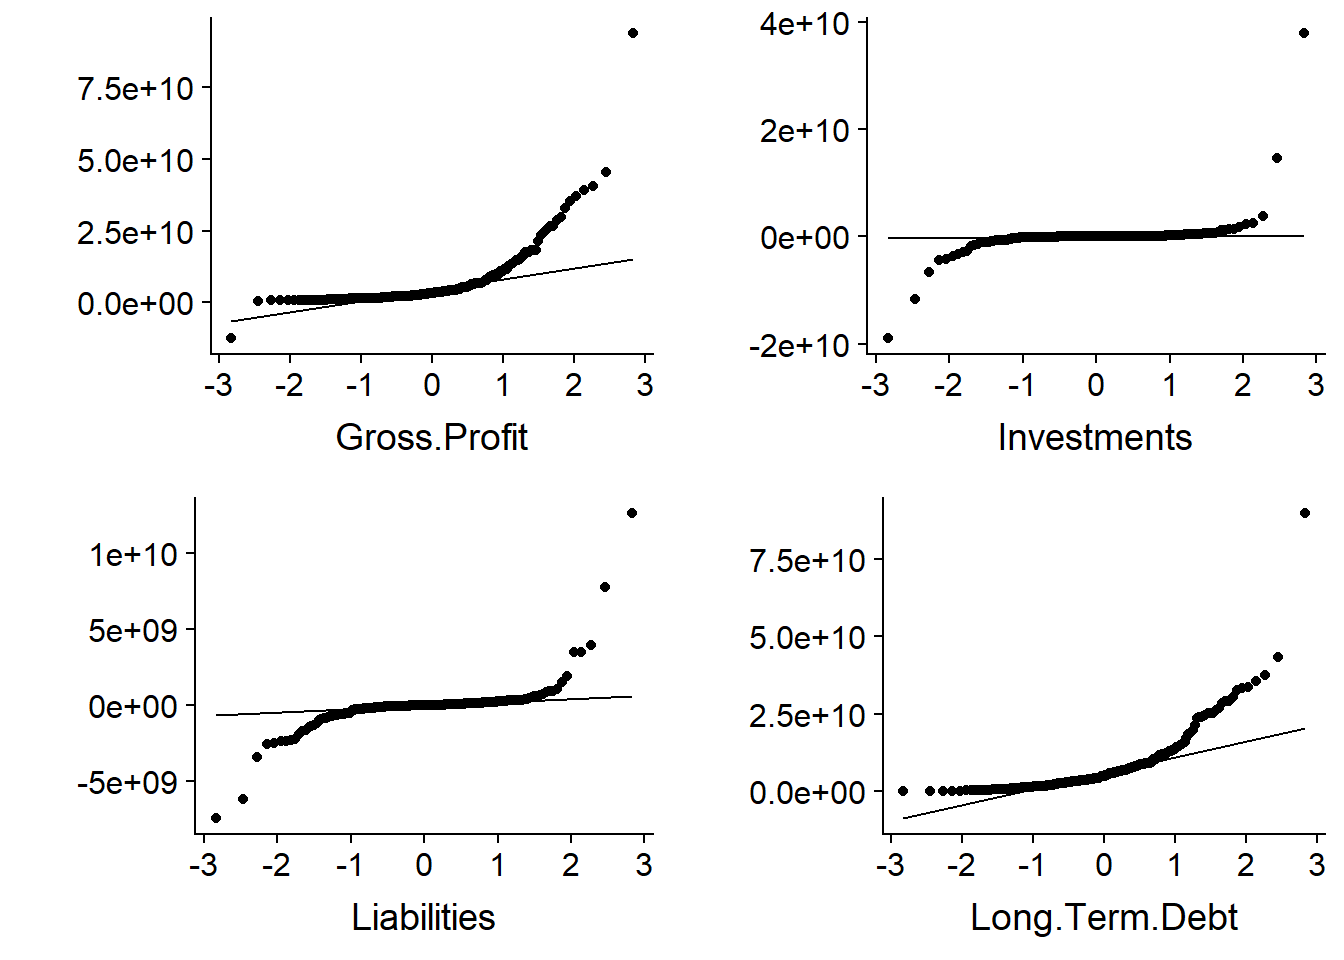 7.5e+10
5.0e+10
2.5e+10
0.0e+00
-3 -2 -1 0 1 2 3
Gross.Profit
4e+10
2e+10
0e+00
-2e+10
-3 -2 -1 0 1 2 3
Investments
1e+10
5e+09
0e+00
-5e+09
-3 -2 -1 0 1 2 3
Liabilities
7.5e+10
5.0e+10
2.5e+10
0.0e+00
-3 -2 -1 0 1 2 3
Long.Term.Debt